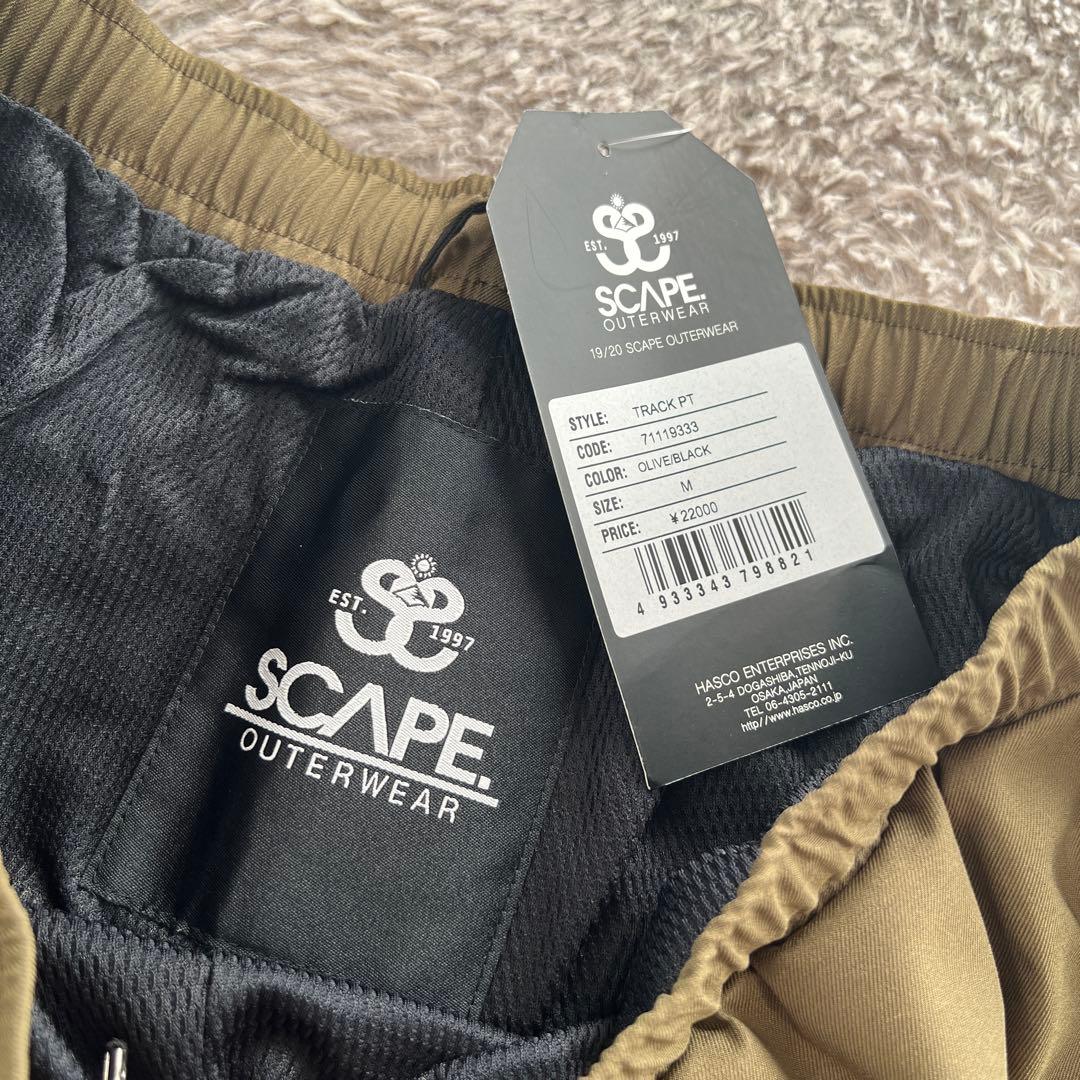 EST. 1997
SCAPE.
OUTERWEAR
19/20 SCAPE OUTERWEAR
STYLE: TRACK PT
CODE: 71119333
COLOR: OLIVE/BLACK
SIZE: M
PRICE: ¥22000
4 933343 798821
HASCO ENTERPRISES INC.
2-5-4 DOGASHIBA,TENNOJI-KU
OSAKA,JAPAN
TEL 06-4305-2111
http//www.hasco.co.jp
EST. 1997
SCAPE.
OUTERWEAR